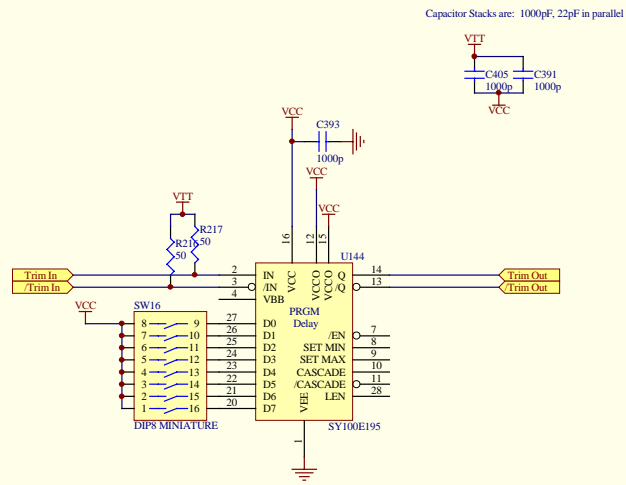 Capacitor Stacks are: 1000pF, 22pF in parallel
VTT
C405
1000p
C391
1000p
VCC
VCC
C393
1000p
VCC
VCC
VTT
R216
50
R217
50
16
12
15
U144
Trim In
/Trim In
2
3
4
IN
/IN
VBB
VCC
VCCO
VCCO
Q
/Q
14
13
Trim Out
/Trim Out
PRGM
Delay
VCC
SW16
8 9
7 10
6 11
5 12
4 13
3 14
2 15
1 16
DIP8 MINIATURE
27 D0
26 D1
25 D2
24 D3
23 D4
22 D5
21 D6
20 D7
/EN 7
SET MIN 8
SET MAX 9
CASCADE 10
/CASCADE 11
LEN 28
VEE
1
SY100E195